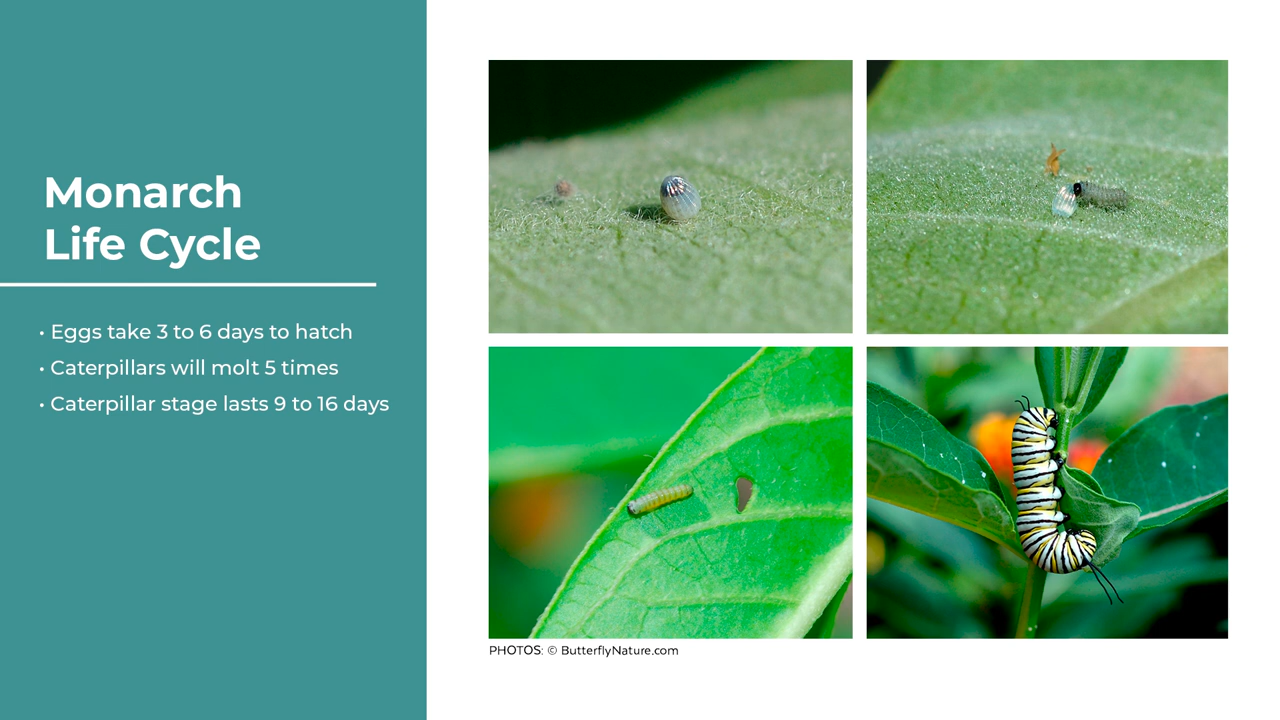 Monarch
Life Cycle
• Eggs take 3 to 6 days to hatch
• Caterpillars will molt 5 times
• Caterpillar stage lasts 9 to 16 days
PHOTOS: © ButterflyNature.com